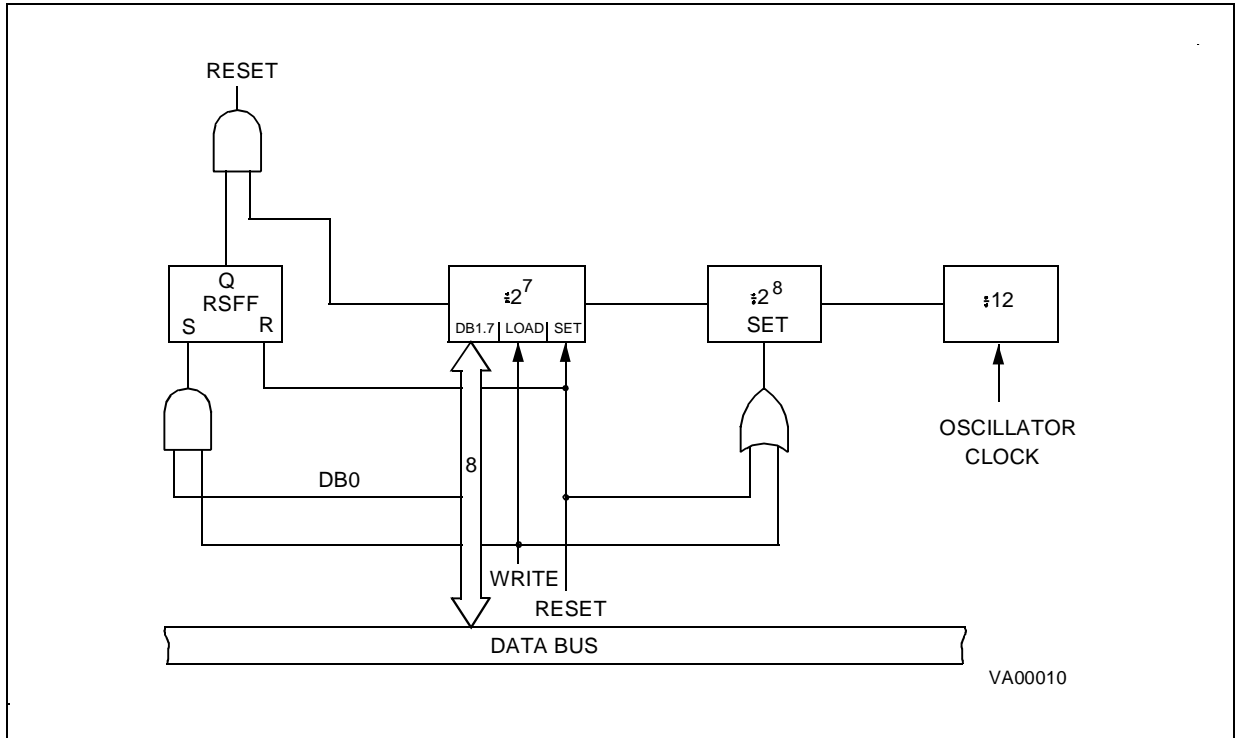 RESET
Q
RSFF
S R
÷2⁷
DB1.7 LOAD SET
÷2⁸
SET
÷12
OSCILLATOR
CLOCK
8
DB0
WRITE
RESET
DATA BUS
VA00010